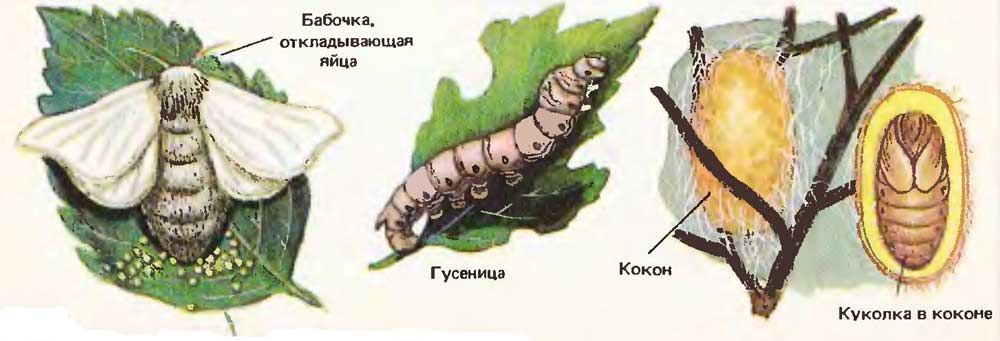 Бабочка,
откладывающая
яйца
Гусеница
Кокон
Куколка в коконе